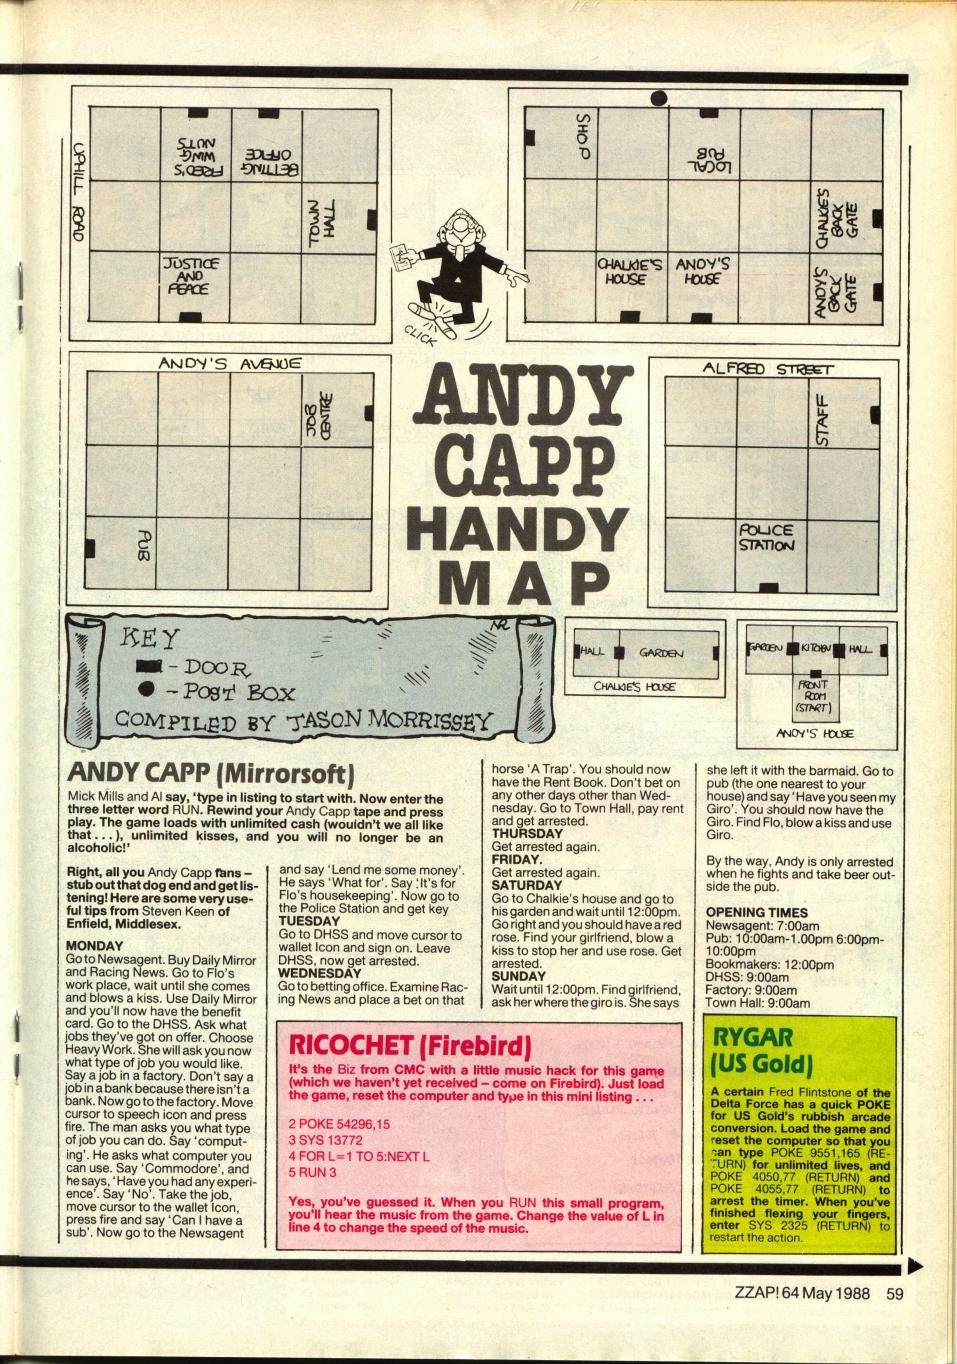 UPHILL ROAD
FRED'S
WING
NUTS
BETTING
OFFICE
TOWN
HALL
JUSTICE
AND
PEACE
CLICK
SHOP
LOCAL
PUB
CHALKIE'S
BACK
GATE
CHALKIE'S
HOUSE
ANDY'S
HOUSE
ANDY'S
BACK
GATE
ANDY'S AVENUE
JOB
CENTRE
PUB
ANDY
CAPP
HANDY
MAP
ALFRED STREET
STAFF
POLICE
STATION
NR
KEY
- DOOR
- POST BOX
COMPILED BY JASON MORRISSEY
HALL
GARDEN
CHALKIE'S HOUSE
GARDEN
KITCHEN
HALL
FRONT
ROOM
(START)
ANDY'S HOUSE
ANDY CAPP (Mirrorsoft)
Mick Mills and Al say, 'type in listing to start with. Now enter the
three letter word RUN. Rewind your Andy Capp tape and press
play. The game loads with unlimited cash (wouldn't we all like
that . . . ), unlimited kisses, and you will no longer be an
alcoholic!'
Right, all you Andy Capp fans –
stub out that dog end and get lis-
tening! Here are some very use-
ful tips from Steven Keen of
Enfield, Middlesex.
MONDAY
Go to Newsagent. Buy Daily Mirror
and Racing News. Go to Flo's
work place, wait until she comes
and blows a kiss. Use Daily Mirror
and you'll now have the benefit
card. Go to the DHSS. Ask what
jobs they've got on offer. Choose
Heavy Work. She will ask you now
what type of job you would like.
Say a job in a factory. Don't say a
job in a bank because there isn't a
bank. Now go to the factory. Move
cursor to speech icon and press
fire. The man asks you what type
of job you can do. Say 'comput-
ing'. He asks what computer you
can use. Say 'Commodore', and
he says, 'Have you had any experi-
ence'. Say 'No'. Take the job,
move cursor to the wallet Icon,
press fire and say 'Can I have a
sub'. Now go to the Newsagent
and say 'Lend me some money'.
He says 'What for'. Say 'It's for
Flo's housekeeping'. Now go to
the Police Station and get key
TUESDAY
Go to DHSS and move cursor to
wallet Icon and sign on. Leave
DHSS, now get arrested.
WEDNESDAY
Go to betting office. Examine Rac-
ing News and place a bet on that
horse 'A Trap'. You should now
have the Rent Book. Don't bet on
any other days other than Wed-
nesday. Go to Town Hall, pay rent
and get arrested.
THURSDAY
Get arrested again.
FRIDAY.
Get arrested again.
SATURDAY
Go to Chalkie's house and go to
his garden and wait until 12:00pm.
Go right and you should have a red
rose. Find your girlfriend, blow a
kiss to stop her and use rose. Get
arrested.
SUNDAY
Wait until 12:00pm. Find girlfriend,
ask her where the giro is. She says
she left it with the barmaid. Go to
pub (the one nearest to your
house) and say 'Have you seen my
Giro'. You should now have the
Giro. Find Flo, blow a kiss and use
Giro.
By the way, Andy is only arrested
when he fights and take beer out-
side the pub.
OPENING TIMES
Newsagent: 7:00am
Pub: 10:00am-1.00pm 6:00pm-
10:00pm
Bookmakers: 12:00pm
DHSS: 9:00am
Factory: 9:00am
Town Hall: 9:00am
RICOCHET (Firebird)
It's the Biz from CMC with a little music hack for this game
(which we haven't yet received – come on Firebird). Just load
the game, reset the computer and type in this mini listing . . .
2 POKE 54296,15
3 SYS 13772
4 FOR L=1 TO 5:NEXT L
5 RUN 3
Yes, you've guessed it. When you RUN this small program,
you'll hear the music from the game. Change the value of L in
line 4 to change the speed of the music.
RYGAR
(US Gold)
A certain Fred Flintstone of the
Delta Force has a quick POKE
for US Gold's rubbish arcade
conversion. Load the game and
reset the computer so that you
can type POKE 9551,165 (RE-
TURN) for unlimited lives, and
POKE 4050,77 (RETURN) and
POKE 4055,77 (RETURN) to
arrest the timer. When you've
finished flexing your fingers,
enter SYS 2325 (RETURN) to
restart the action.
ZZAP! 64 May 1988 59